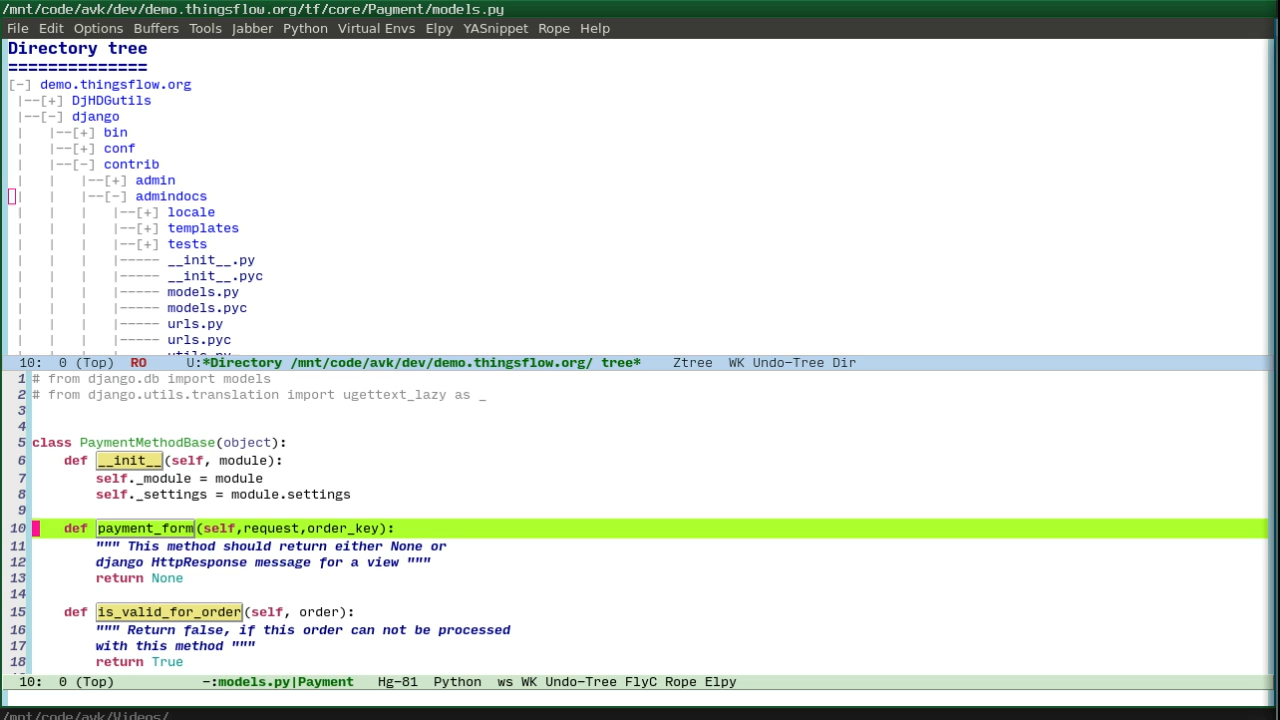 /mnt/code/avk/dev/demo.thingsflow.org/tf/core/Payment/models.py
File Edit Options Buffers Tools Jabber Python Virtual Envs Elpy YASnippet Rope Help
Directory tree
==============
[-] demo.thingsflow.org
|--[+] DjHDGutils
|--[-] django
| |--[+] bin
| |--[+] conf
| |--[-] contrib
| | |--[+] admin
| | |--[-] admindocs
| | | |--[+] locale
| | | |--[+] templates
| | | |--[+] tests
| | | |----- __init__.py
| | | |----- __init__.pyc
| | | |----- models.py
| | | |----- models.pyc
| | | |----- urls.py
| | | |----- urls.pyc
| | | |----- utils.py
10: 0 (Top) RO U:*Directory /mnt/code/avk/dev/demo.thingsflow.org/ tree* Ztree WK Undo-Tree Dir
1 # from django.db import models
2 # from django.utils.translation import ugettext_lazy as _
3
4
5 class PaymentMethodBase(object):
6 def __init__(self, module):
7 self._module = module
8 self._settings = module.settings
9
10 def payment_form(self,request,order_key):
11 """ This method should return either None or
12 django HttpResponse message for a view """
13 return None
14
15 def is_valid_for_order(self, order):
16 """ Return false, if this order can not be processed
17 with this method """
18 return True
10: 0 (Top) -:models.py|Payment Hg-81 Python ws WK Undo-Tree FlyC Rope Elpy
/mnt/code/avk/Videos/